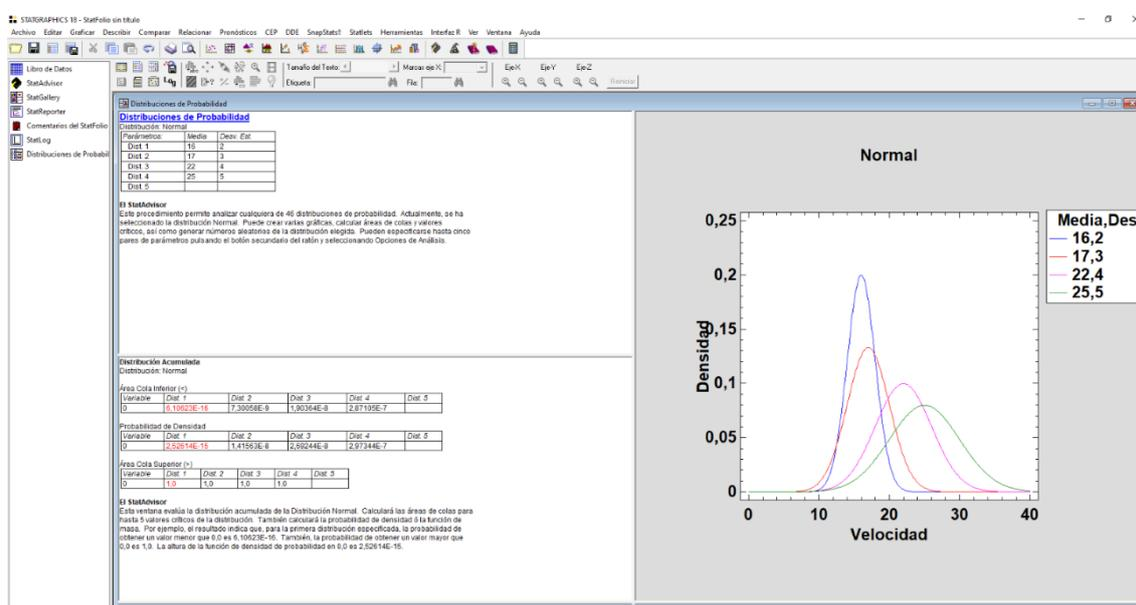 STATGRAPHICS 18 - StatFolio sin título
Archivo Editar Graficar Describir Comparar Relacionar Pronósticos CEP DDE SnapStats!! Statlets Herramientas Interfaz R Ver Ventana Ayuda
Libro de Datos
StatAdvisor
StatGallery
StatReporter
Comentarios del StatFolio
StatLog
Distribuciones de Probabil
Log
Tamaño del Texto:
Marcas eje X:
Eje-X Eje-Y Eje-Z
Etiqueta:
Fila:
Reiniciar
Distribuciones de Probabilidad
Distribuciones de Probabilidad
Distribución: Normal
Parámetros: Media Desv. Est.
Dist. 1 16 2
Dist. 2 17 3
Dist. 3 22 4
Dist. 4 25 5
Dist. 5
El StatAdvisor
Este procedimiento permite analizar cualquiera de 46 distribuciones de probabilidad. Actualmente, se ha
seleccionado la distribución Normal. Puede crear varias gráficas, calcular áreas de colas y valores
críticos, así como generar números aleatorios de la distribución elegida. Pueden especificarse hasta cinco
pares de parámetros pulsando el botón secundario del ratón y seleccionando Opciones de Análisis.
Distribución Acumulada
Distribución: Normal
Área Cola Inferior (<)
Variable Dist. 1 Dist. 2 Dist. 3 Dist. 4 Dist. 5
0 6,10623E-16 7,30058E-9 1,90364E-8 2,87105E-7
Probabilidad de Densidad
Variable Dist. 1 Dist. 2 Dist. 3 Dist. 4 Dist. 5
0 2,52614E-15 1,41563E-8 2,69244E-8 2,97344E-7
Área Cola Superior (>)
Variable Dist. 1 Dist. 2 Dist. 3 Dist. 4 Dist. 5
0 1,0 1,0 1,0 1,0
El StatAdvisor
Esta ventana evalúa la distribución acumulada de la Distribución Normal. Calculará las áreas de colas para
hasta 5 valores críticos de la distribución. También calculará la probabilidad de densidad ó la función de
masa. Por ejemplo, el resultado indica que, para la primera distribución especificada, la probabilidad de
obtener un valor menor que 0,0 es 6,10623E-16. También, la probabilidad de obtener un valor mayor que
0,0 es 1,0. La altura de la función de densidad de probabilidad en 0,0 es 2,52614E-15.
Normal
Media,Des
16,2
17,3
22,4
25,5
Densidad
0,25
0,2
0,15
0,1
0,05
0
0 10 20 30 40
Velocidad